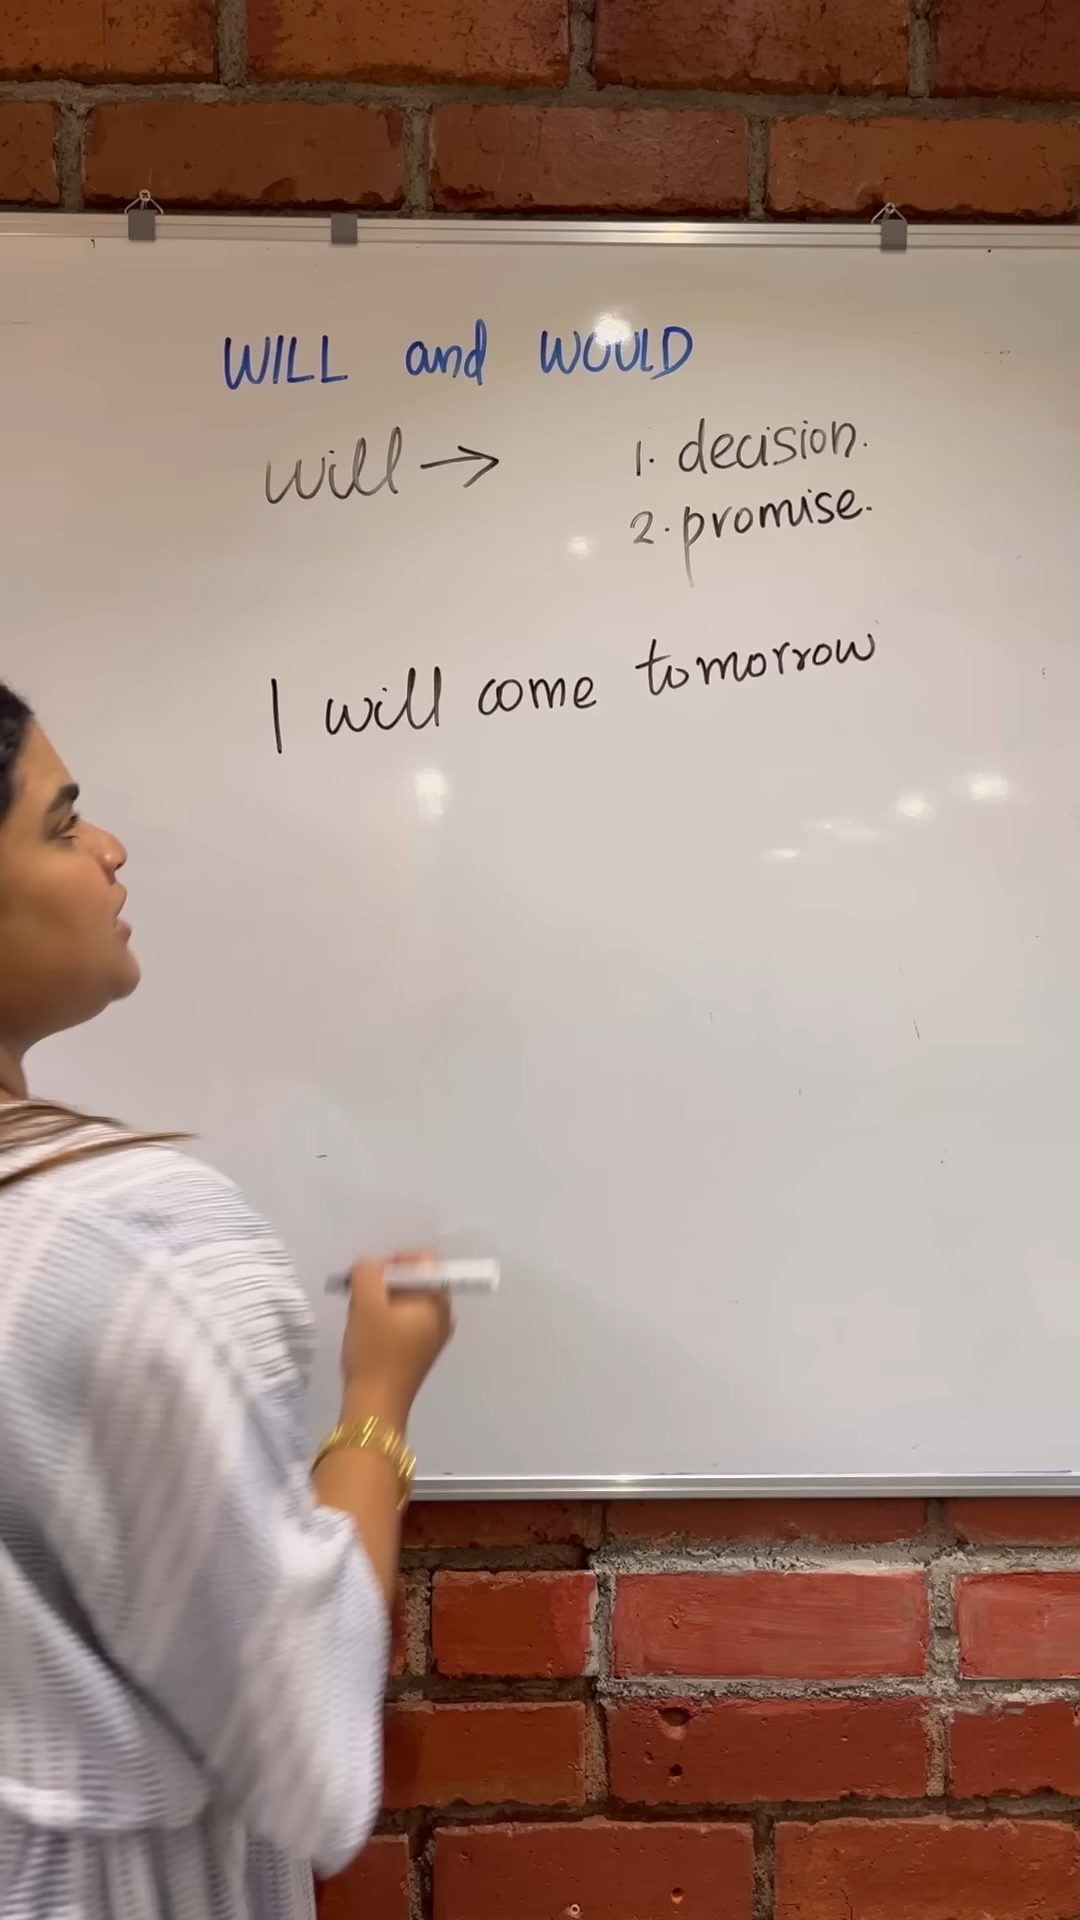 WILL and WOULD
will → 1. decision.
2. promise.
I will come tomorrow